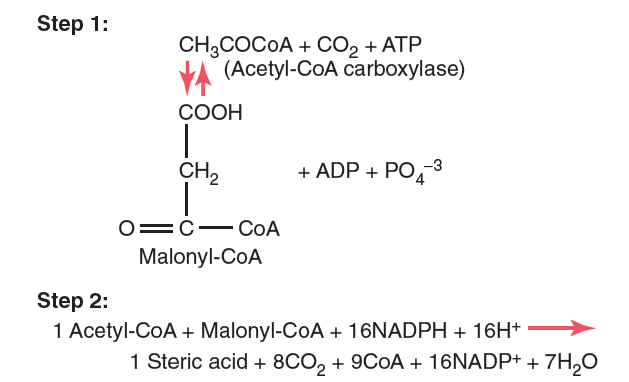 Step 1:
CH₃COCoA + CO₂ + ATP
(Acetyl-CoA carboxylase)
COOH
CH₂ + ADP + PO₄⁻³
O=C—CoA
Malonyl-CoA
Step 2:
1 Acetyl-CoA + Malonyl-CoA + 16NADPH + 16H⁺ →
1 Steric acid + 8CO₂ + 9CoA + 16NADP⁺ + 7H₂O